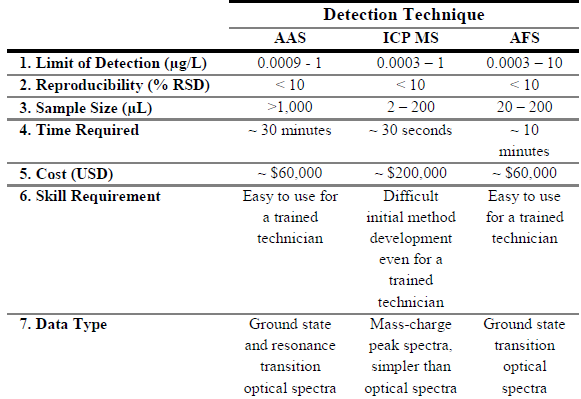 Detection Technique
AAS ICP MS AFS
1. Limit of Detection (µg/L) 0.0009 - 1 0.0003 – 1 0.0003 – 10
2. Reproducibility (% RSD) < 10 < 10 < 10
3. Sample Size (µL) >1,000 2 – 200 20 – 200
4. Time Required ~ 30 minutes ~ 30 seconds ~ 10
minutes
5. Cost (USD) ~ $60,000 ~ $200,000 ~ $60,000
6. Skill Requirement Easy to use for Difficult Easy to use
a trained initial method for a trained
technician development technician
even for a
trained
technician
7. Data Type Ground state Mass-charge Ground state
and resonance peak spectra, transition
transition simpler than optical
optical spectra optical spectra spectra